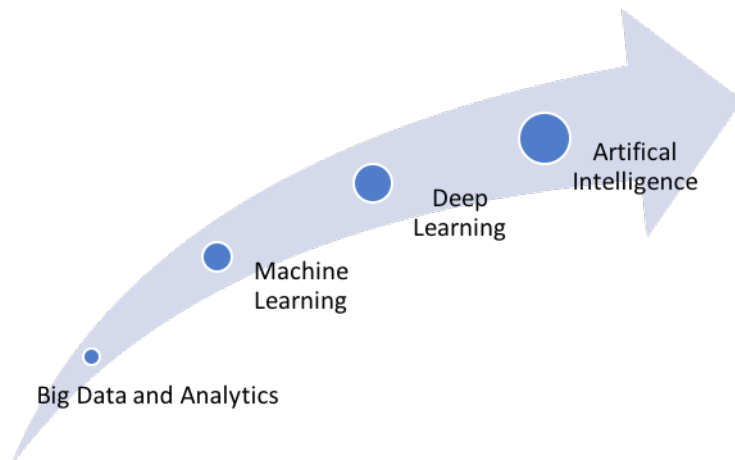 Artifical
Intelligence
Deep
Learning
Machine
Learning
Big Data and Analytics